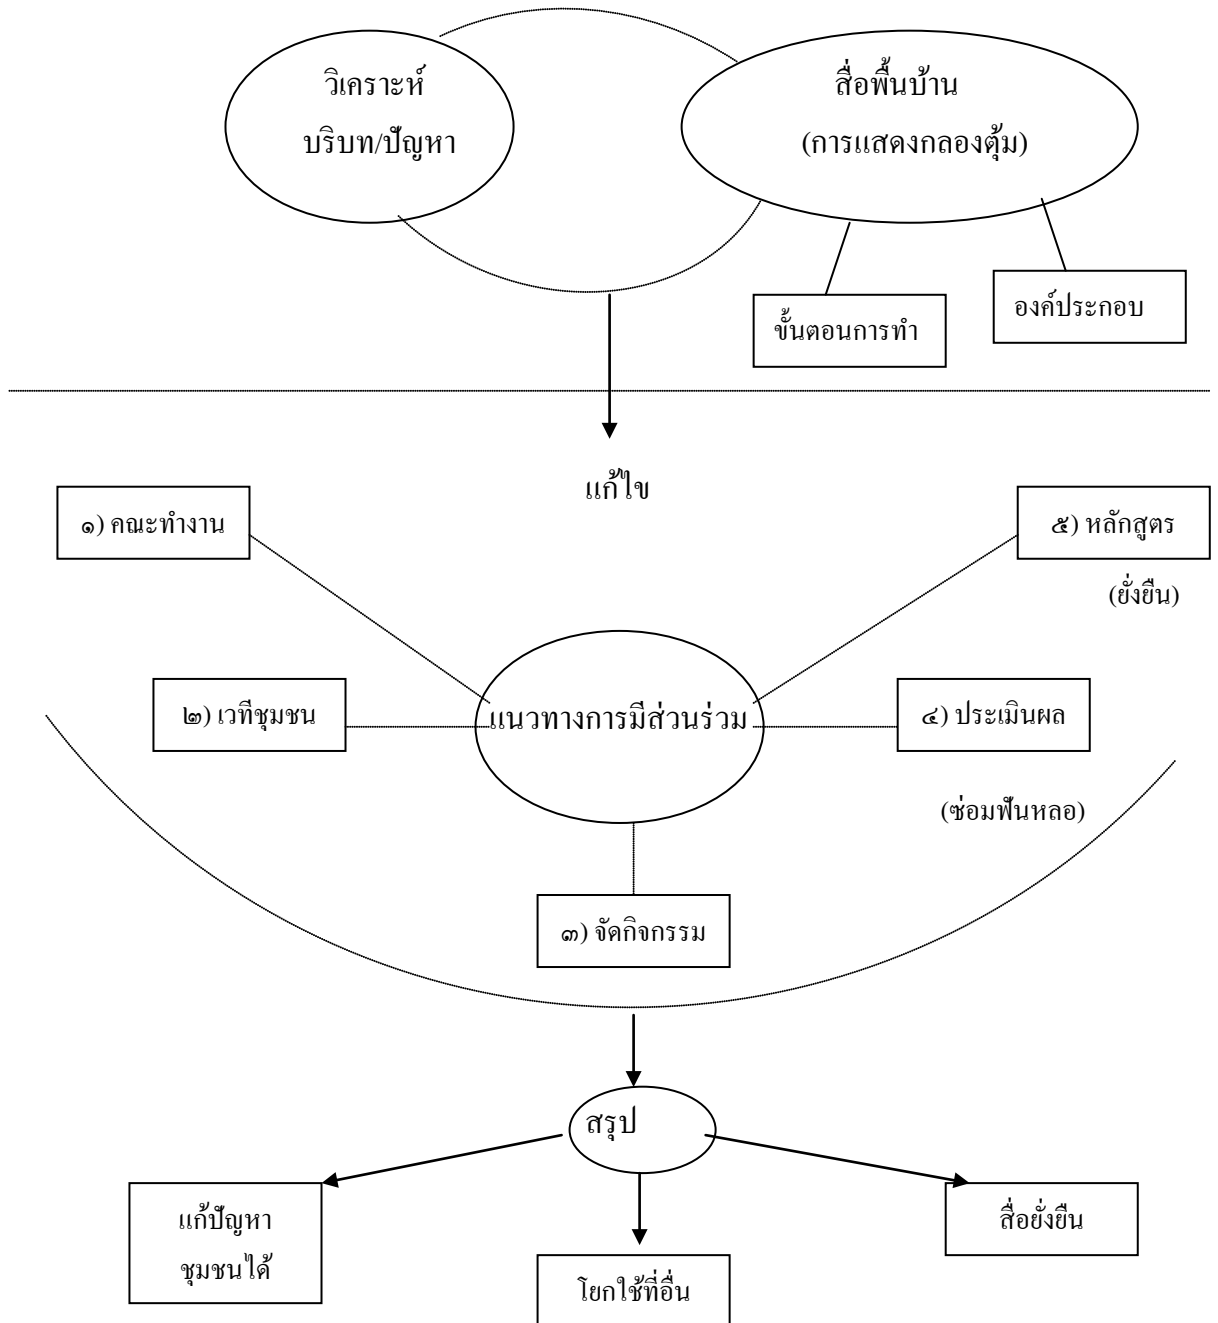 วิเคราะห์
บริบท/ปัญหา
สื่อพื้นบ้าน
(การแสดงกลองตุ้ม)
ขั้นตอนการทำ
องค์ประกอบ
แก้ไข
๑) คณะทำงาน
๕) หลักสูตร
(ยั่งยืน)
๒) เวทีชุมชน
แนวทางการมีส่วนร่วม
๔) ประเมินผล
(ซ่อมฟันหลอ)
๓) จัดกิจกรรม
สรุป
แก้ปัญหา
ชุมชนได้
โยกใช้ที่อื่น
สื่อยั่งยืน